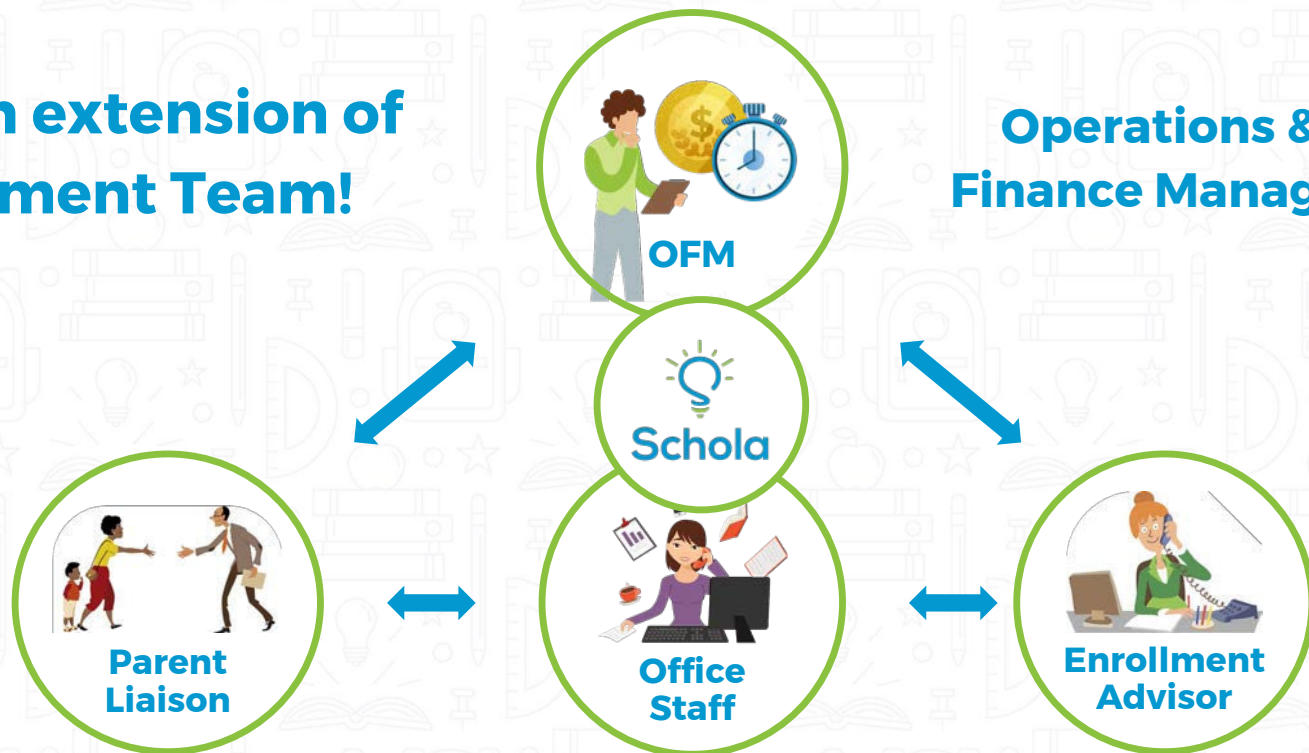 n extension of
ment Team!
Operations &
Finance Manag
OFM
Schola
Parent
Liaison
Office
Staff
Enrollment
Advisor